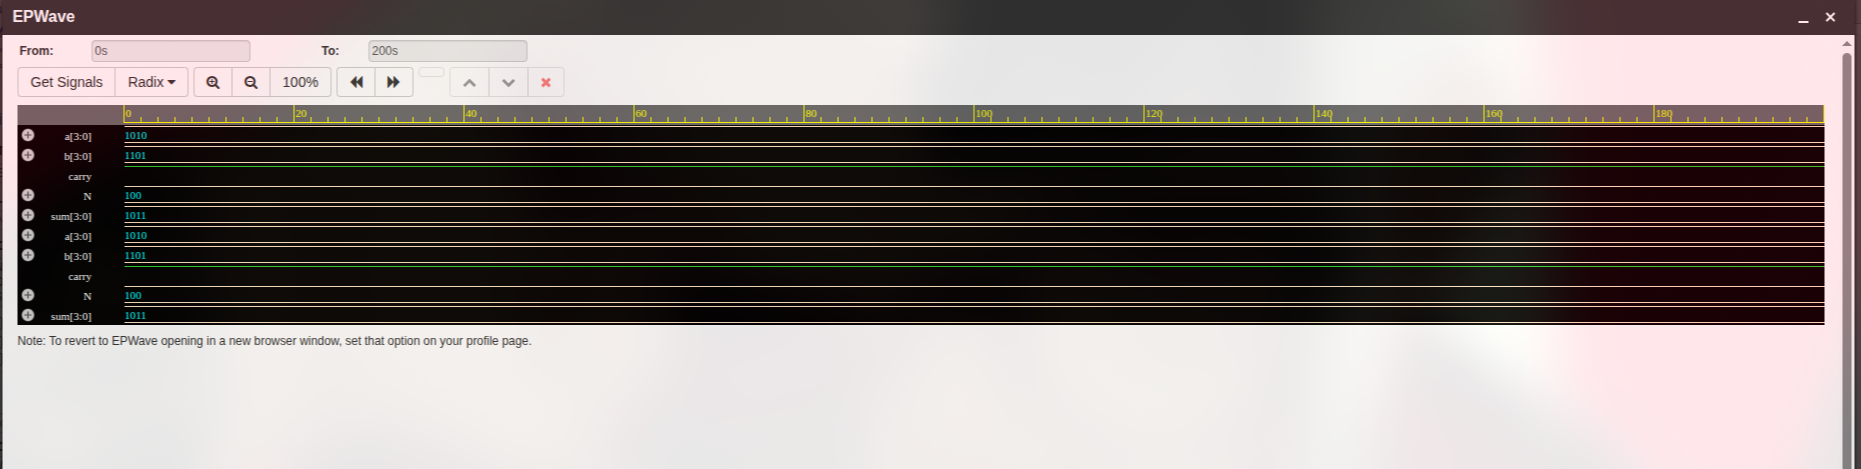 EPWave
From: 0s To: 200s
Get Signals Radix 100%
0 20 40 60 80 100 120 140 160 180
a[3:0] 1010
b[3:0] 1101
carry
N 100
sum[3:0] 1011
a[3:0] 1010
b[3:0] 1101
carry
N 100
sum[3:0] 1011
Note: To revert to EPWave opening in a new browser window, set that option on your profile page.